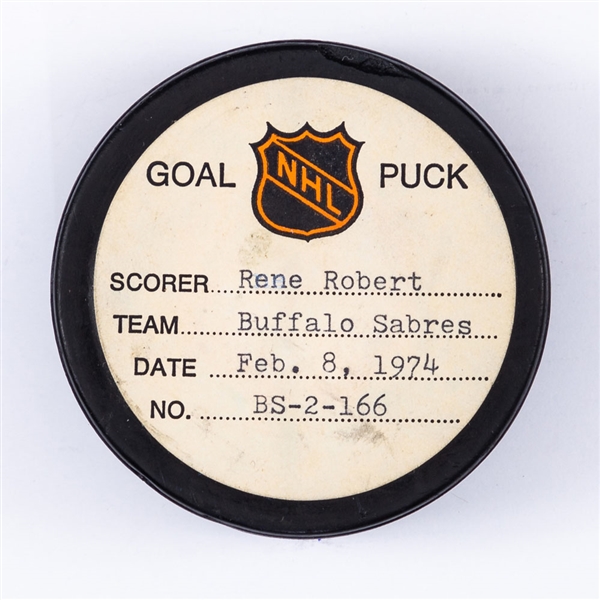 NHL
GOAL PUCK
SCORER Rene Robert
TEAM Buffalo Sabres
DATE Feb. 8, 1974
NO. BS-2-166